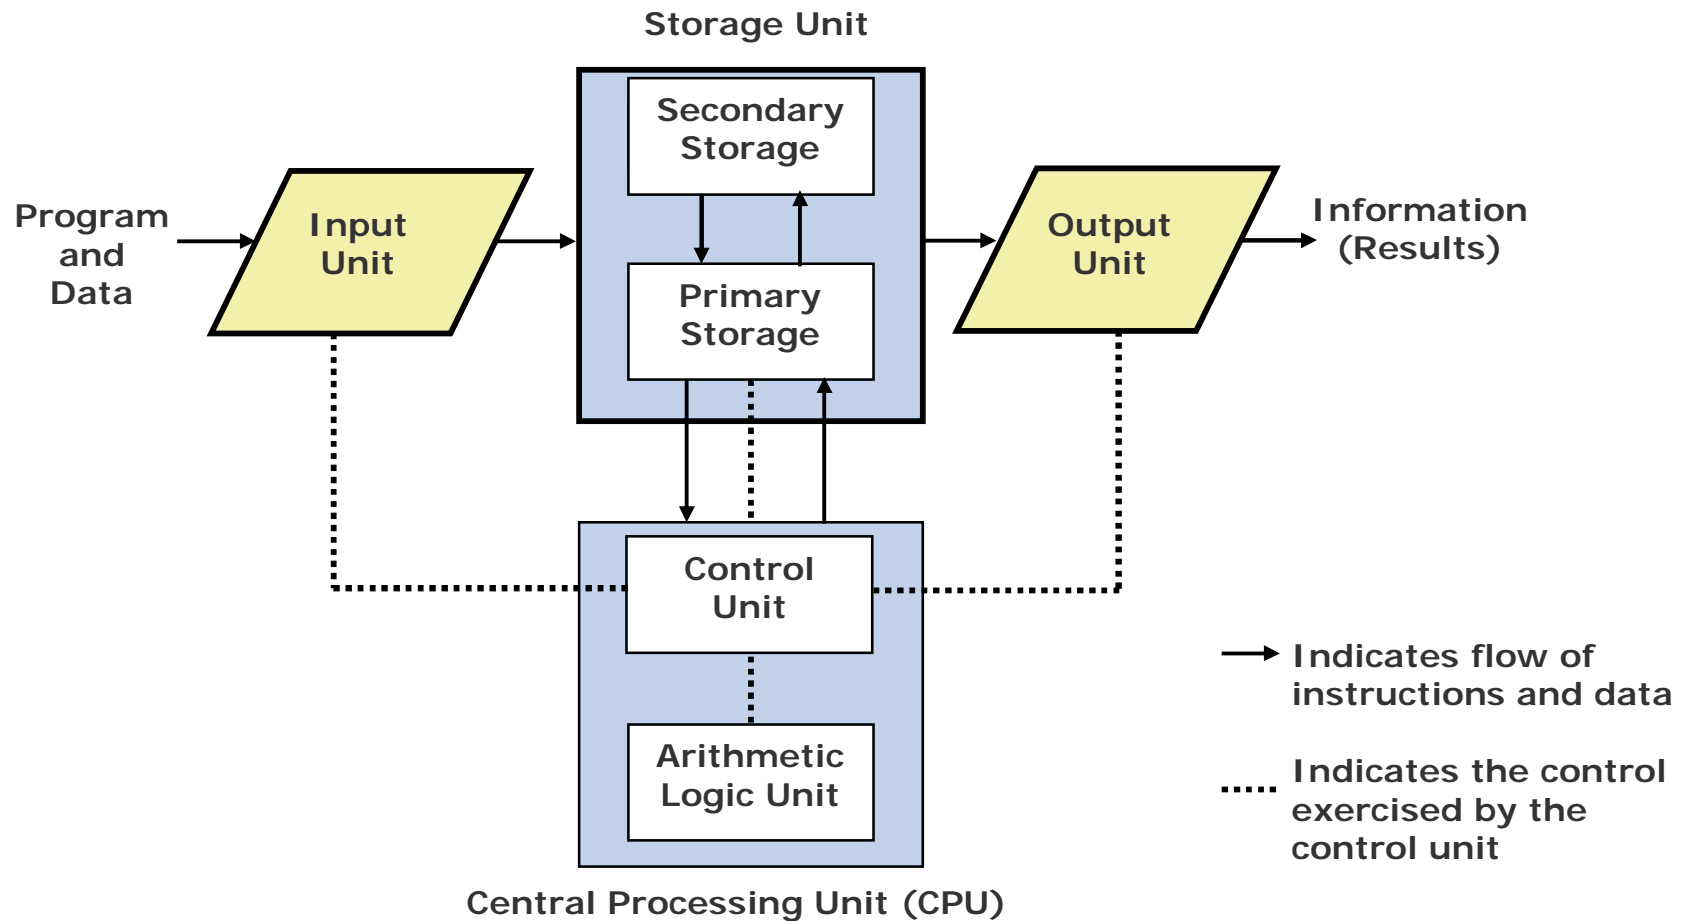 Storage Unit
Secondary
Storage
Program
and
Data
Input
Unit
Primary
Storage
Output
Unit
Information
(Results)
Control
Unit
Arithmetic
Logic Unit
Central Processing Unit (CPU)
Indicates flow of
instructions and data
Indicates the control
exercised by the
control unit